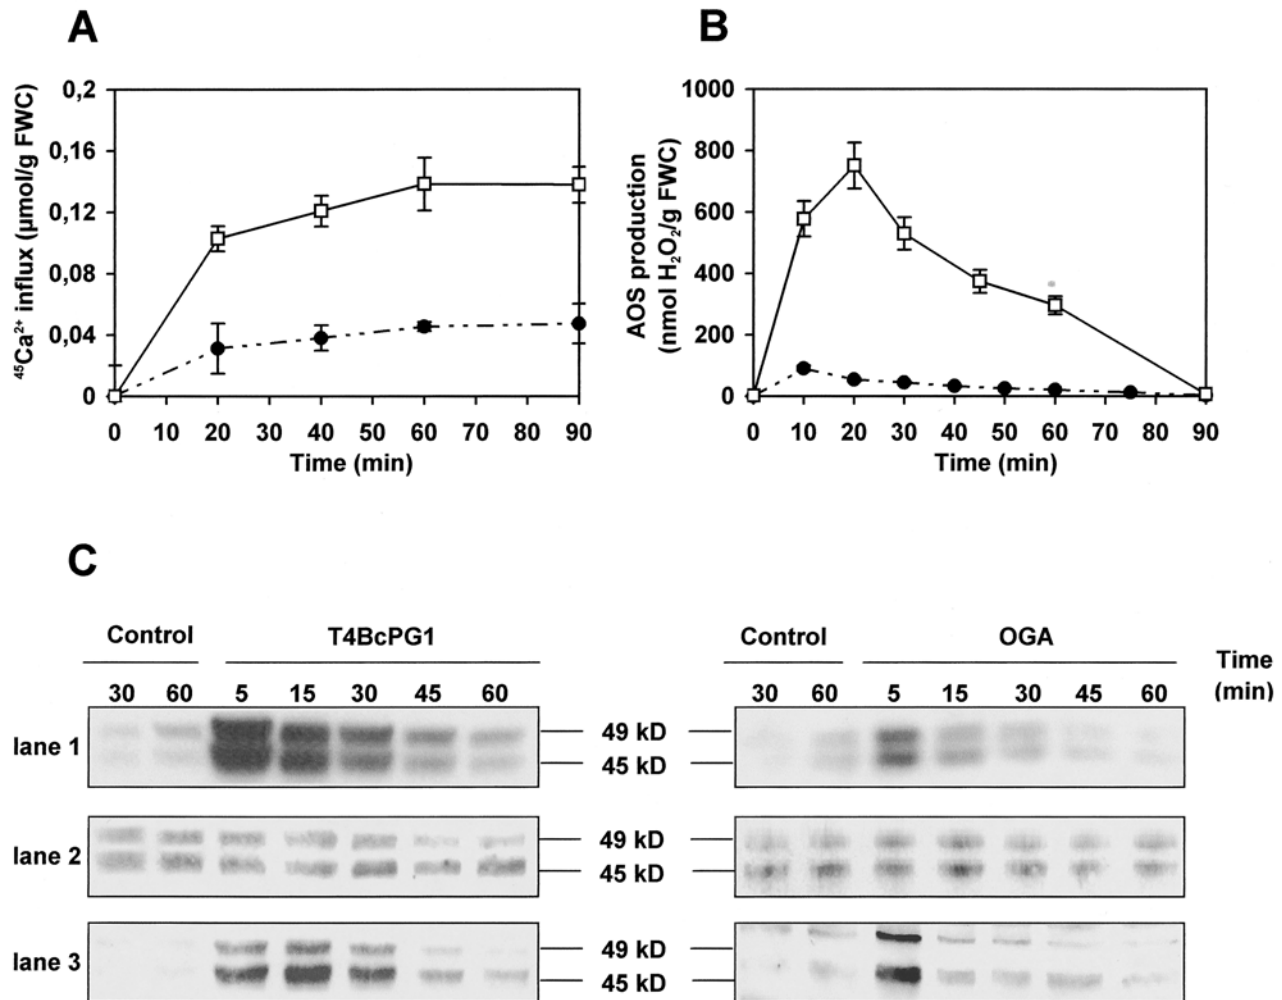 A
B
⁴⁵Ca²⁺ influx (µmol/g FWC)
0,2
0,16
0,12
0,08
0,04
0
0 10 20 30 40 50 60 70 80 90
Time (min)
AOS production
(nmol H₂O₂/g FWC)
1000
800
600
400
200
0
0 10 20 30 40 50 60 70 80 90
Time (min)
C
Control T4BcPG1 Control OGA
Time
30 60 5 15 30 45 60 30 60 5 15 30 45 60 (min)
lane 1
49 kD
45 kD
lane 2
49 kD
45 kD
lane 3
49 kD
45 kD